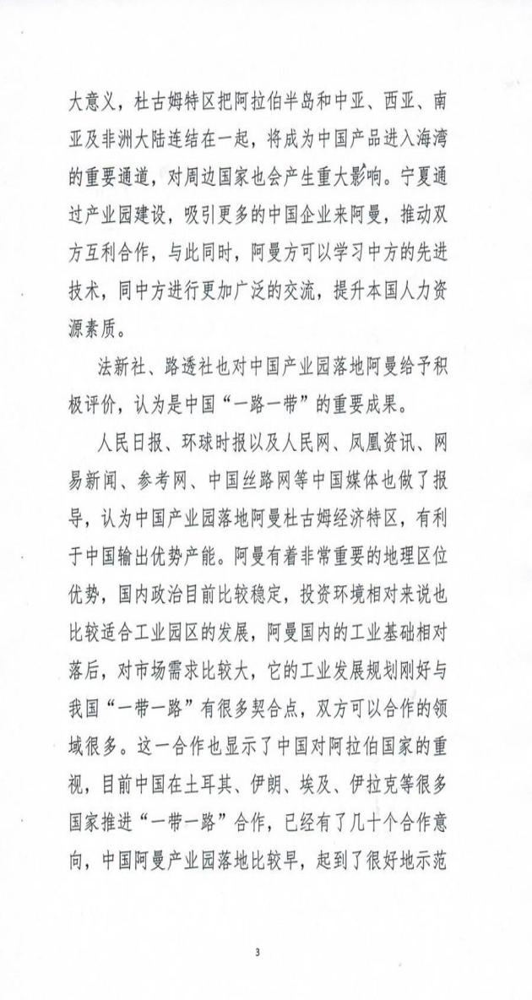 大意义，杜古姆特区把阿拉伯半岛和中亚、西亚、南
亚及非洲大陆连结在一起，将成为中国产品进入海湾
的重要通道，对周边国家也会产生重大影响。宁夏通
过产业园建设，吸引更多的中国企业来阿曼，推动双
方互利合作，与此同时，阿曼方可以学习中方的先进
技术，同中方进行更加广泛的交流，提升本国人力资
源素质。
法新社、路透社也对中国产业园落地阿曼给予积
极评价，认为是中国“一路一带”的重要成果。
人民日报、环球时报以及人民网、凤凰资讯、网
易新闻、参考网、中国丝路网等中国媒体也做了报
导，认为中国产业园落地阿曼杜古姆经济特区，有利
于中国输出优势产能。阿曼有着非常重要的地理区位
优势，国内政治目前比较稳定，投资环境相对来说也
比较适合工业园区的发展，阿曼国内的工业基础相对
落后，对市场需求比较大，它的工业发展规划刚好与
我国“一带一路”有很多契合点，双方可以合作的领
域很多。这一合作也显示了中国对阿拉伯国家的重
视，目前中国在土耳其、伊朗、埃及、伊拉克等很多
国家推进“一带一路”合作，已经有了几十个合作意
向，中国阿曼产业园落地比较早，起到了很好地示范
3